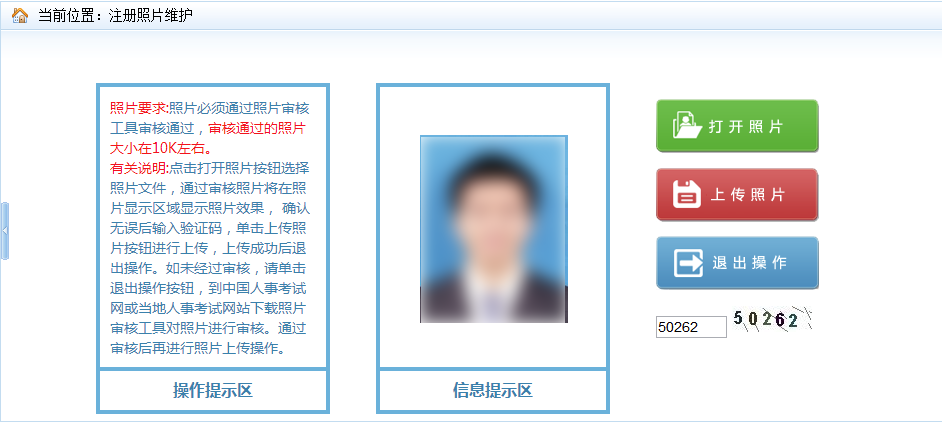 当前位置：注册照片维护
照片要求:照片必须通过照片审核
工具审核通过，审核通过的照片
大小在10K左右。
有关说明:点击打开照片按钮选择
照片文件，通过审核照片将在照
片显示区域显示照片效果， 确认
无误后输入验证码，单击上传照
片按钮进行上传，上传成功后退
出操作。如未经过审核，请单击
退出操作按钮，到中国人事考试
网或当地人事考试网站下载照片
审核工具对照片进行审核。通过
审核后再进行照片上传操作。
操作提示区
信息提示区
打开照片
上传照片
退出操作
50262
50262